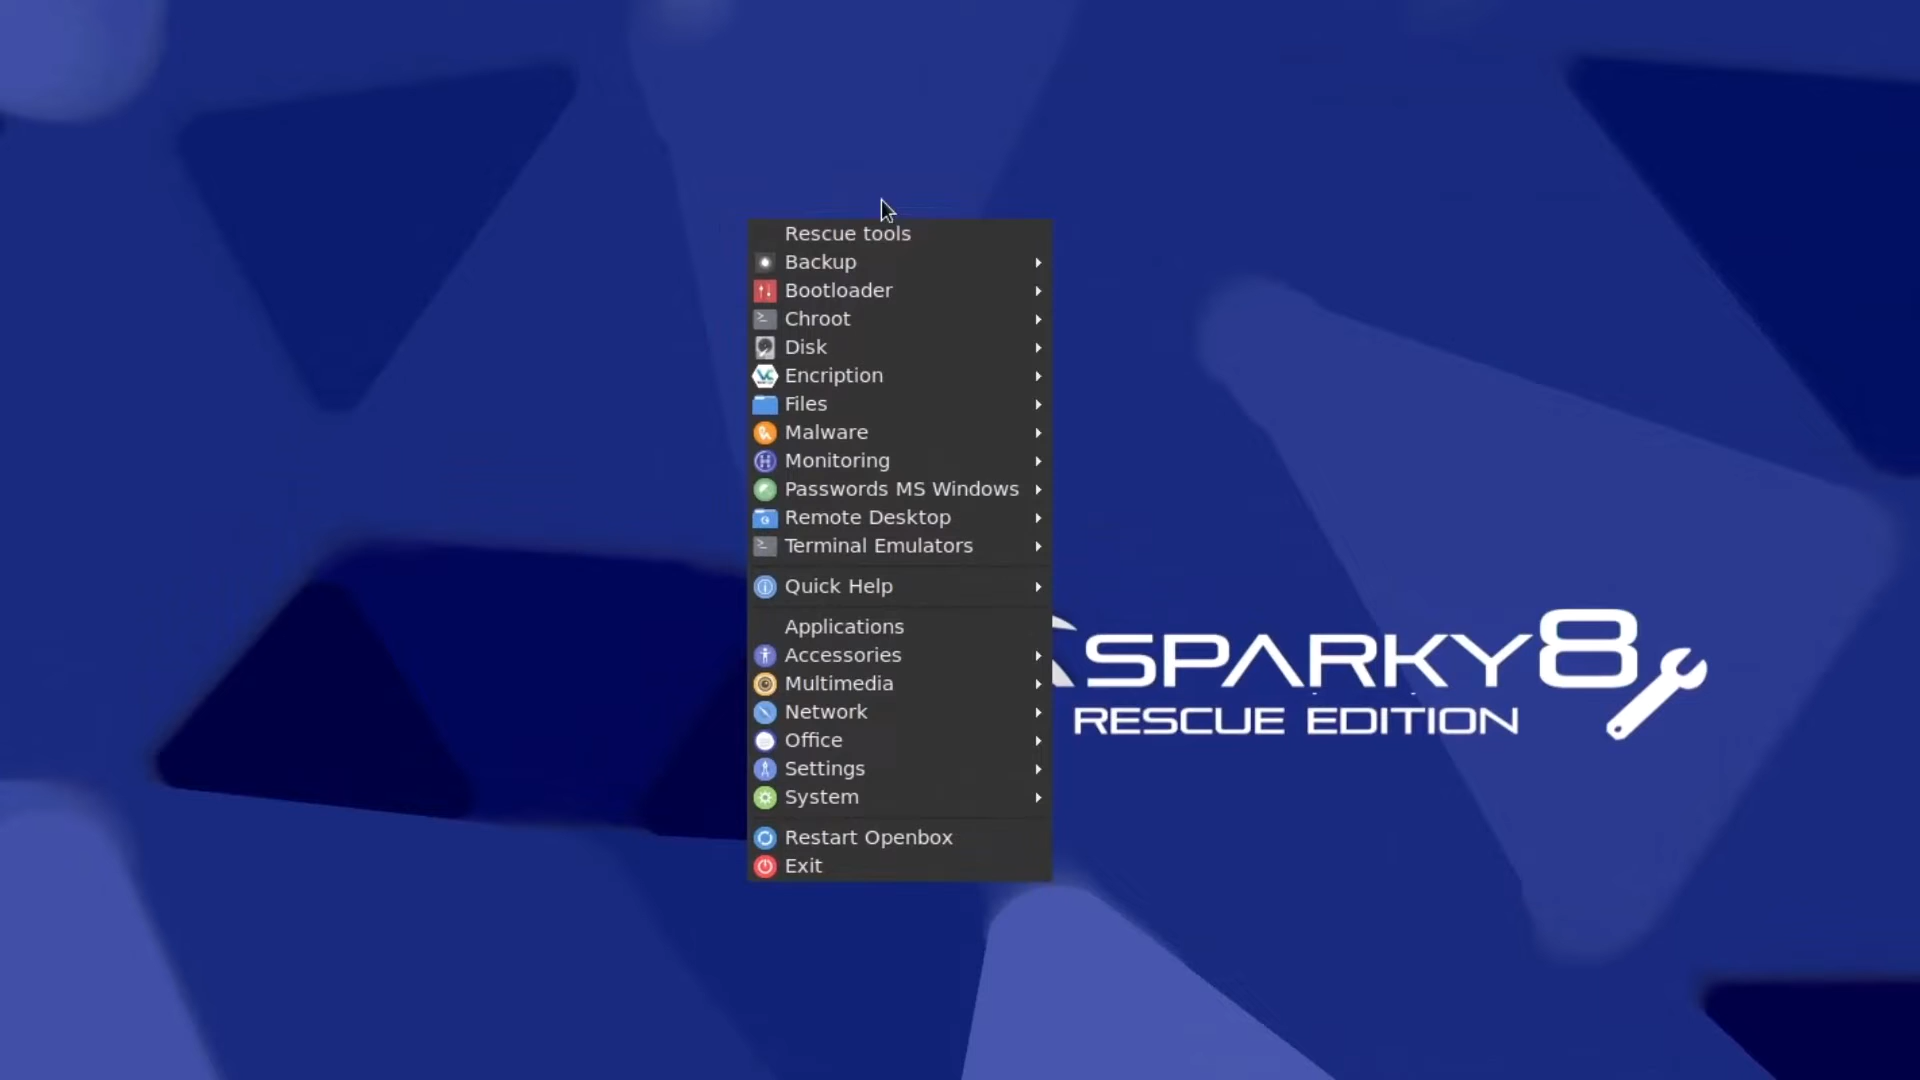 Rescue tools
Backup
Bootloader
Chroot
Disk
Encription
Files
Malware
Monitoring
Passwords MS Windows
Remote Desktop
Terminal Emulators
Quick Help
Applications
Accessories
Multimedia
Network
Office
Settings
System
Restart Openbox
Exit
SPARKY8
RESCUE EDITION